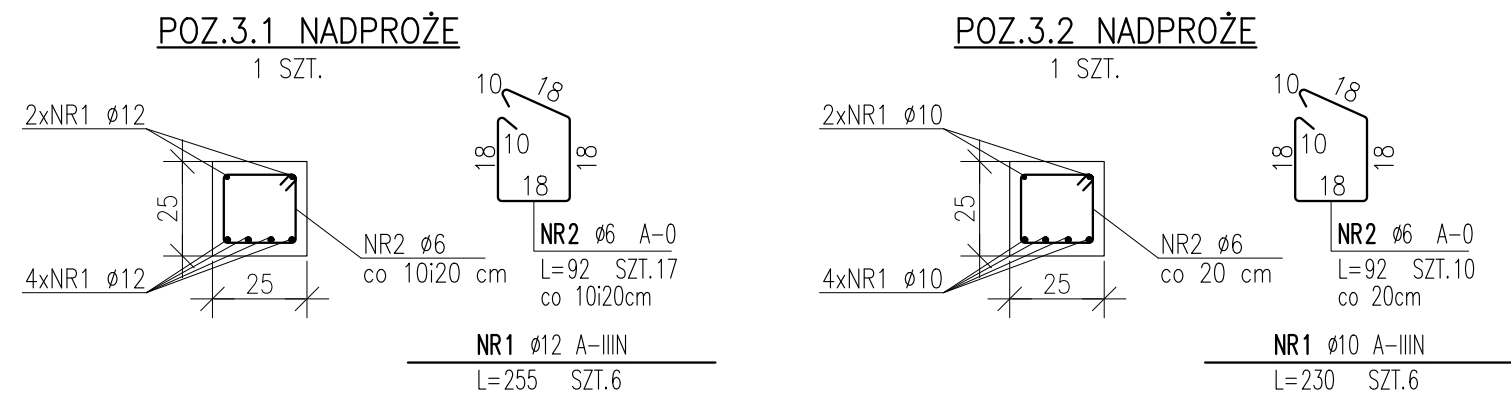 POZ.3.1 NADPROŻE
1 SZT.
2xNR1 ø12
25
4xNR1 ø12
25
NR2 ø6
co 10i20 cm
10
18
18
10
18
18
NR2 ø6 A-0
L=92 SZT.17
co 10i20cm
NR1 ø12 A-IIIN
L=255 SZT.6
POZ.3.2 NADPROŻE
1 SZT.
2xNR1 ø10
25
4xNR1 ø10
25
NR2 ø6
co 20 cm
10
18
18
10
18
18
NR2 ø6 A-0
L=92 SZT.10
co 20cm
NR1 ø10 A-IIIN
L=230 SZT.6